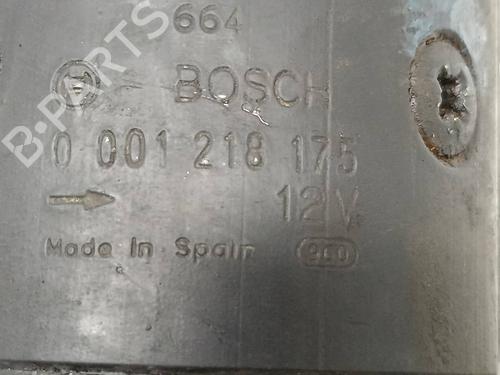 664
BOSCH
0 001 218 175
12V
Made In Spain
B-PARTS